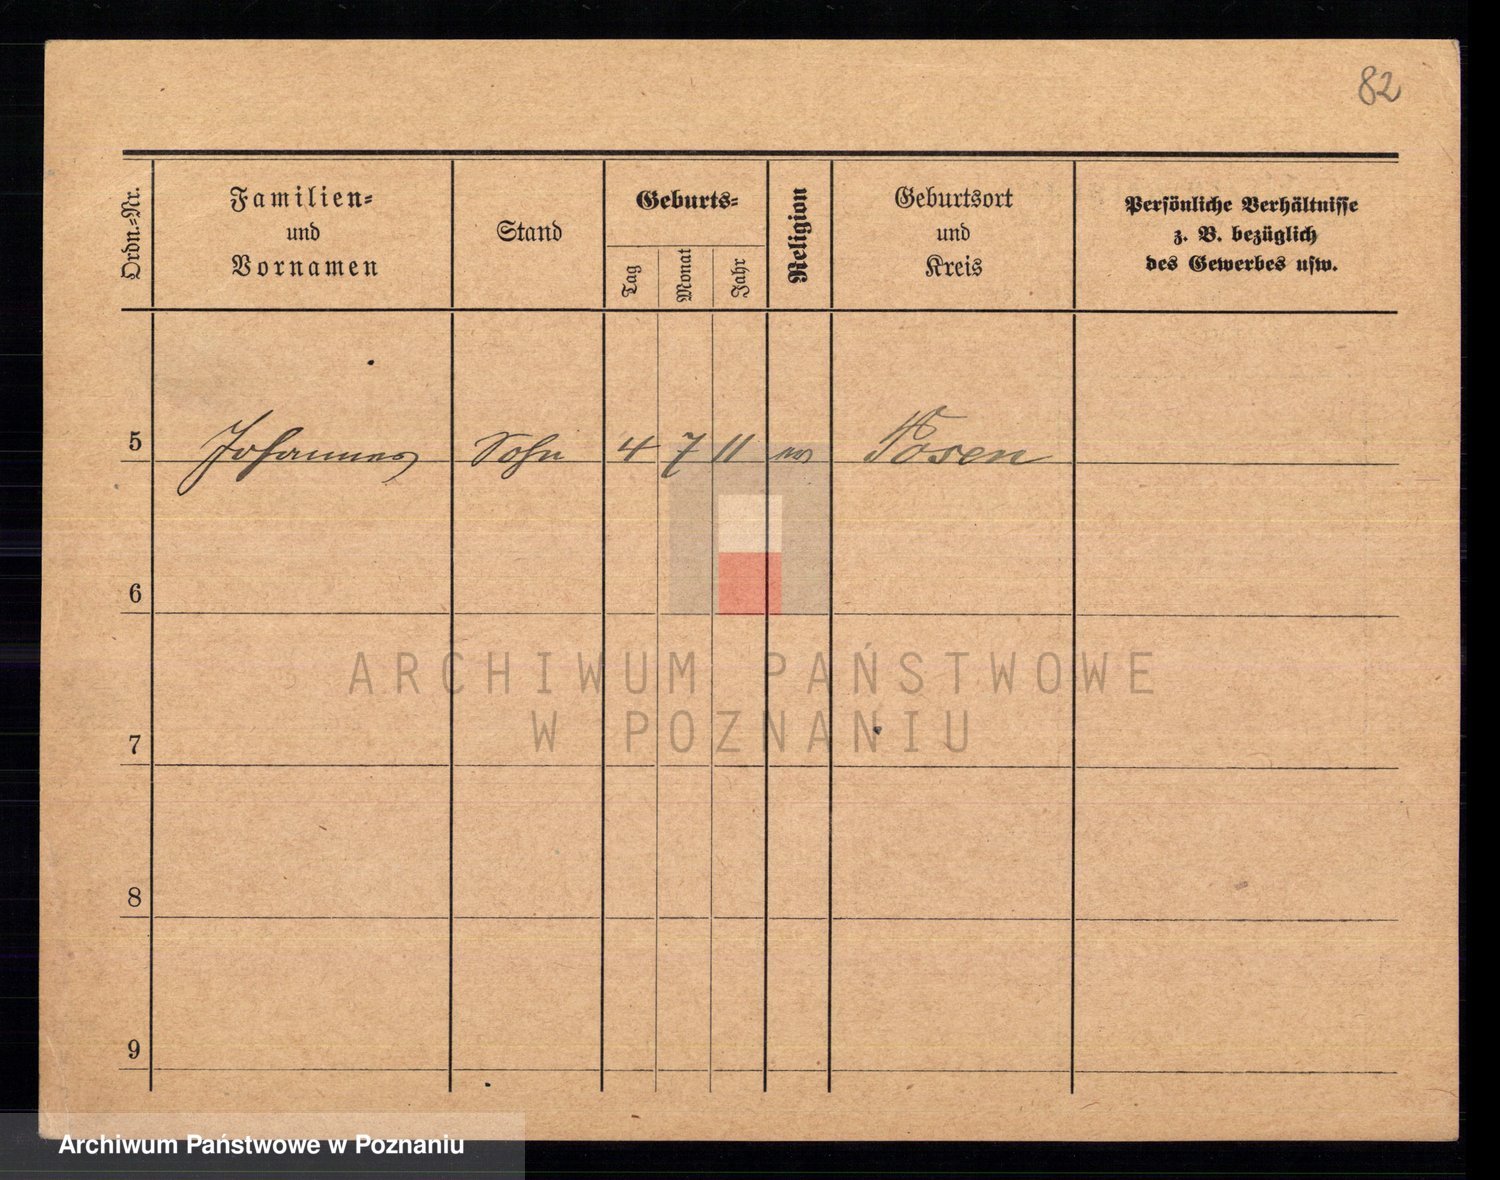 82
Ordn.-Nr.
Familien-
und
Vornamen
Stand
Geburts-
Tag
Monat
Jahr
Religion
Geburtsort
und
Kreis
Persönliche Verhältnisse
z. B. bezüglich
des Gewerbes usw.
5 Johannes Sohn 4 7 11 Posen
6
7
8
9
ARCHIWUM PAŃSTWOWE
W POZNANIU
Archiwum Państwowe w Poznaniu